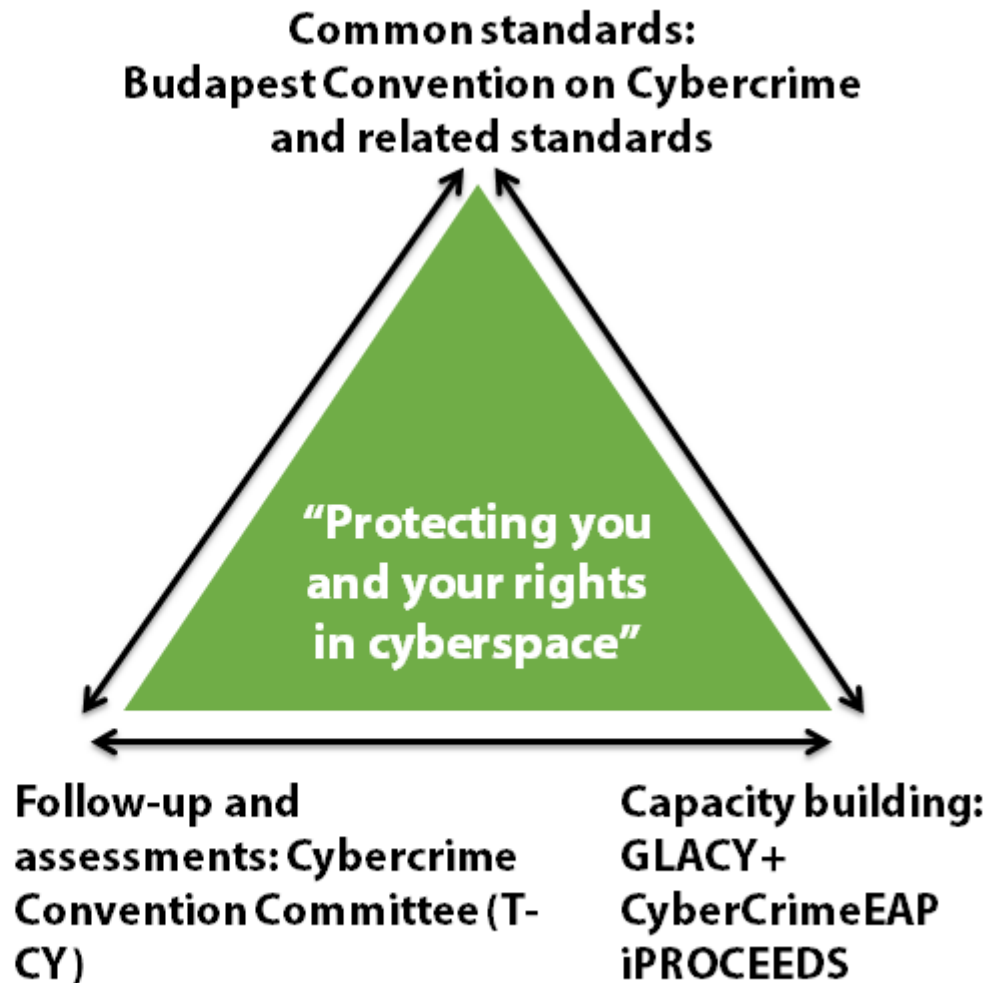 Common standards:
Budapest Convention on Cybercrime
and related standards
“Protecting you
and your rights
in cyberspace”
Follow-up and
assessments: Cybercrime
Convention Committee (T-
CY)
Capacity building:
GLACY+
CyberCrimeEAP
iPROCEEDS